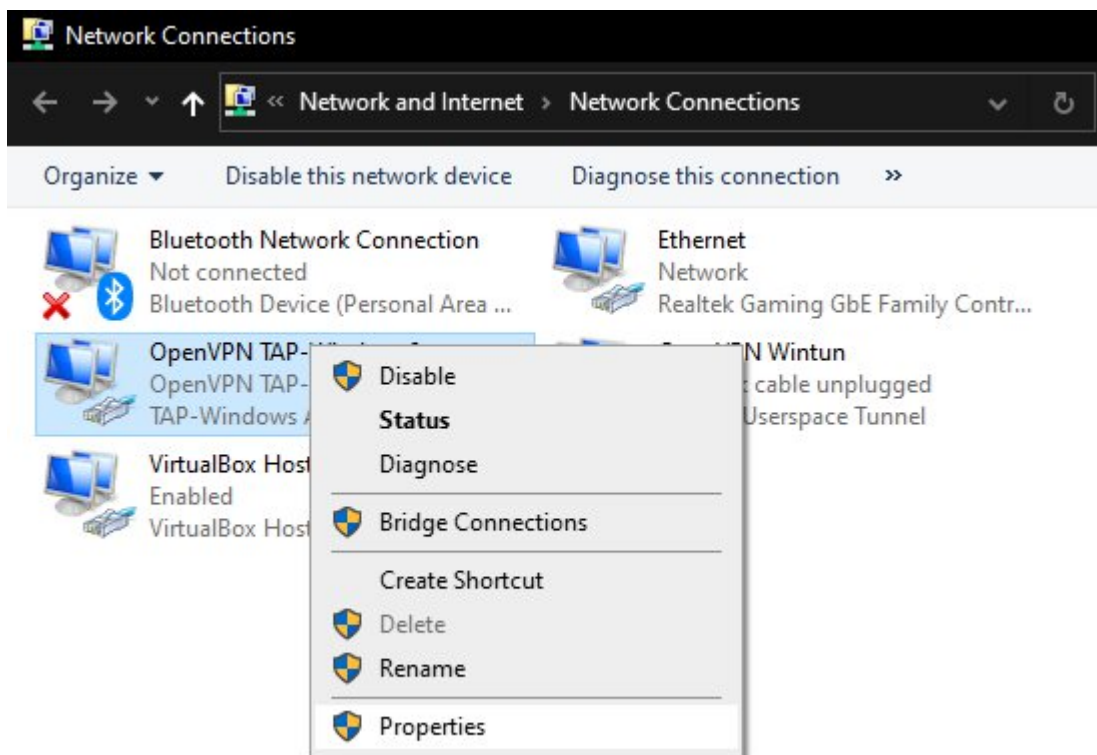 Network Connections
« Network and Internet > Network Connections
Organize Disable this network device Diagnose this connection »
Bluetooth Network Connection
Not connected
Bluetooth Device (Personal Area ...
Ethernet
Network
Realtek Gaming GbE Family Contr...
OpenVPN TAP-
OpenVPN TAP-
TAP-Windows
Wintun
cable unplugged
Userspace Tunnel
VirtualBox Host
Enabled
VirtualBox Host
Disable
Status
Diagnose
Bridge Connections
Create Shortcut
Delete
Rename
Properties